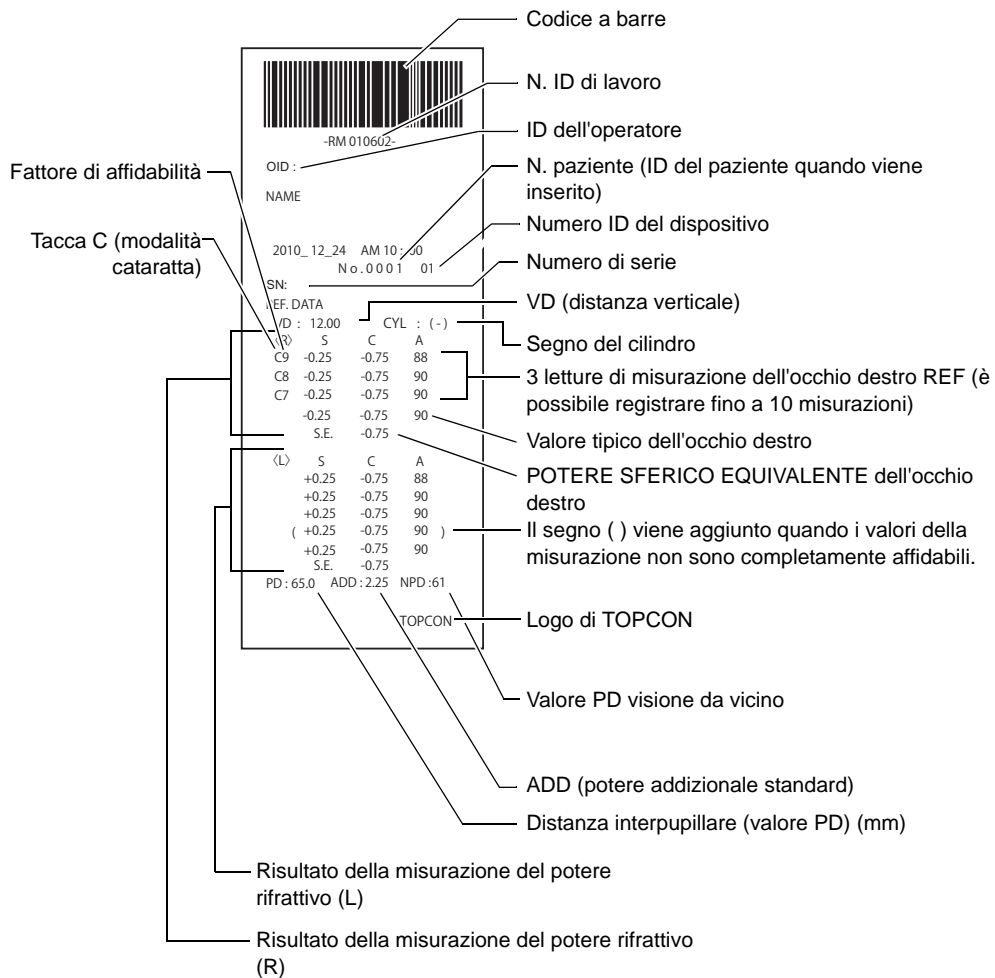 Codice a barre
N. ID di lavoro
-RM 010602-
ID dell'operatore
OID :
N. paziente (ID del paziente quando viene
inserito)
Fattore di affidabilità
NAME
Numero ID del dispositivo
Tacca C (modalità
cataratta)
2010_ 12_24 AM 10 : 00
No.0001 01
Numero di serie
SN:
REF. DATA
VD (distanza verticale)
VD : 12.00 CYL : (-)
Segno del cilindro
〈R〉 S C A
C9 -0.25 -0.75 88
C8 -0.25 -0.75 90
C7 -0.25 -0.75 90
3 letture di misurazione dell'occhio destro REF (è
possibile registrare fino a 10 misurazioni)
-0.25 -0.75 90
Valore tipico dell'occhio destro
S.E. -0.75
POTERE SFERICO EQUIVALENTE dell'occhio
destro
〈L〉 S C A
+0.25 -0.75 88
+0.25 -0.75 90
+0.25 -0.75 90
( +0.25 -0.75 90 )
Il segno ( ) viene aggiunto quando i valori della
misurazione non sono completamente affidabili.
+0.25 -0.75 90
S.E. -0.75
PD : 65.0 ADD : 2.25 NPD :61
TOPCON
Logo di TOPCON
Valore PD visione da vicino
ADD (potere addizionale standard)
Distanza interpupillare (valore PD) (mm)
Risultato della misurazione del potere
rifrattivo (L)
Risultato della misurazione del potere rifrattivo
(R)